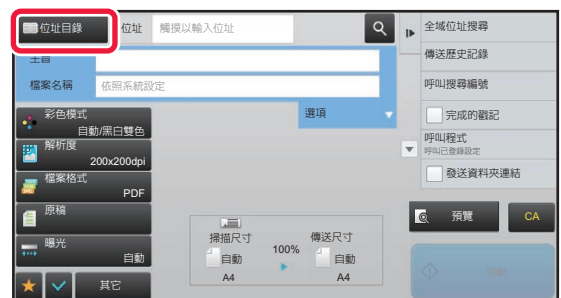 位址目錄
位址
觸摸以輸入位址
主旨
檔案名稱
依照系統設定
選項
彩色模式
自動/黑白雙色
解析度
200x200dpi
檔案格式
PDF
原稿
曝光
自動
其它
掃描尺寸
自動
A4
100%
傳送尺寸
自動
A4
全域位址搜尋
傳送歷史記錄
呼叫搜尋編號
完成的戳記
呼叫程式
呼叫已登錄設定
發送資料夾連結
預覽
CA